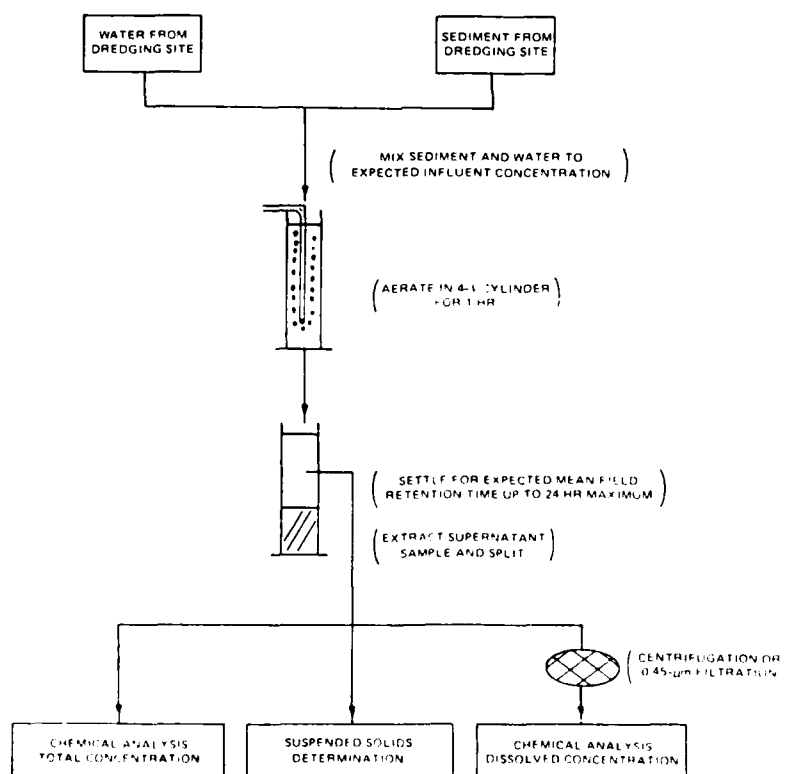 WATER FROM
DREDGING SITE
SEDIMENT FROM
DREDGING SITE
MIX SEDIMENT AND WATER TO
EXPECTED INFLUENT CONCENTRATION
AERATE IN 4-L CYLINDER
FOR 1 HR
SETTLE FOR EXPECTED MEAN FIELD
RETENTION TIME UP TO 24 HR MAXIMUM
EXTRACT SUPERNATANT
SAMPLE AND SPLIT
CENTRIFUGATION OR
0.45-µm FILTRATION
CHEMICAL ANALYSIS
TOTAL CONCENTRATION
SUSPENDED SOLIDS
DETERMINATION
CHEMICAL ANALYSIS
DISSOLVED CONCENTRATION